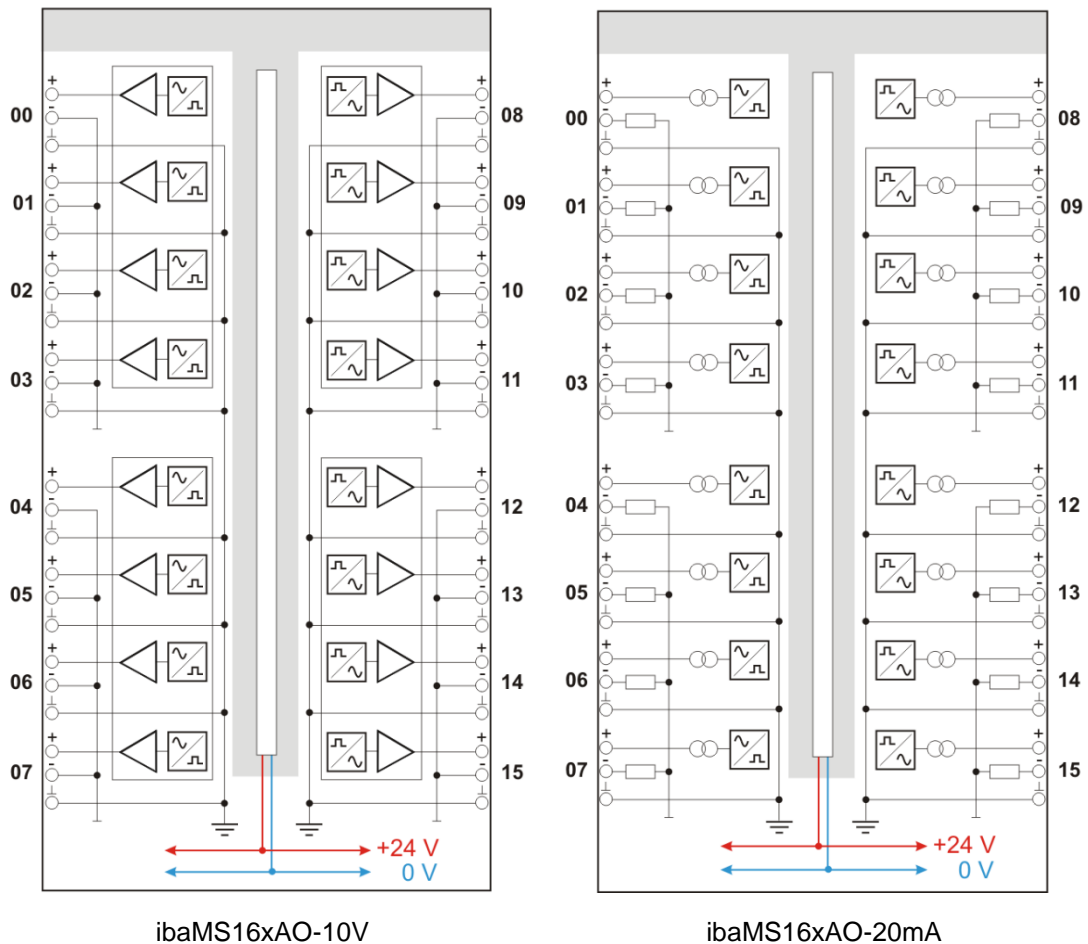 + +
00 - - 08
+ +
01 - - 09
+ +
02 - - 10
+ +
03 - - 11
+ +
04 - - 12
+ +
05 - - 13
+ +
06 - - 14
+ +
07 - - 15
+24 V
0 V
ibaMS16xAO-10V
+ +
00 - - 08
+ +
01 - - 09
+ +
02 - - 10
+ +
03 - - 11
+ +
04 - - 12
+ +
05 - - 13
+ +
06 - - 14
+ +
07 - - 15
+24 V
0 V
ibaMS16xAO-20mA